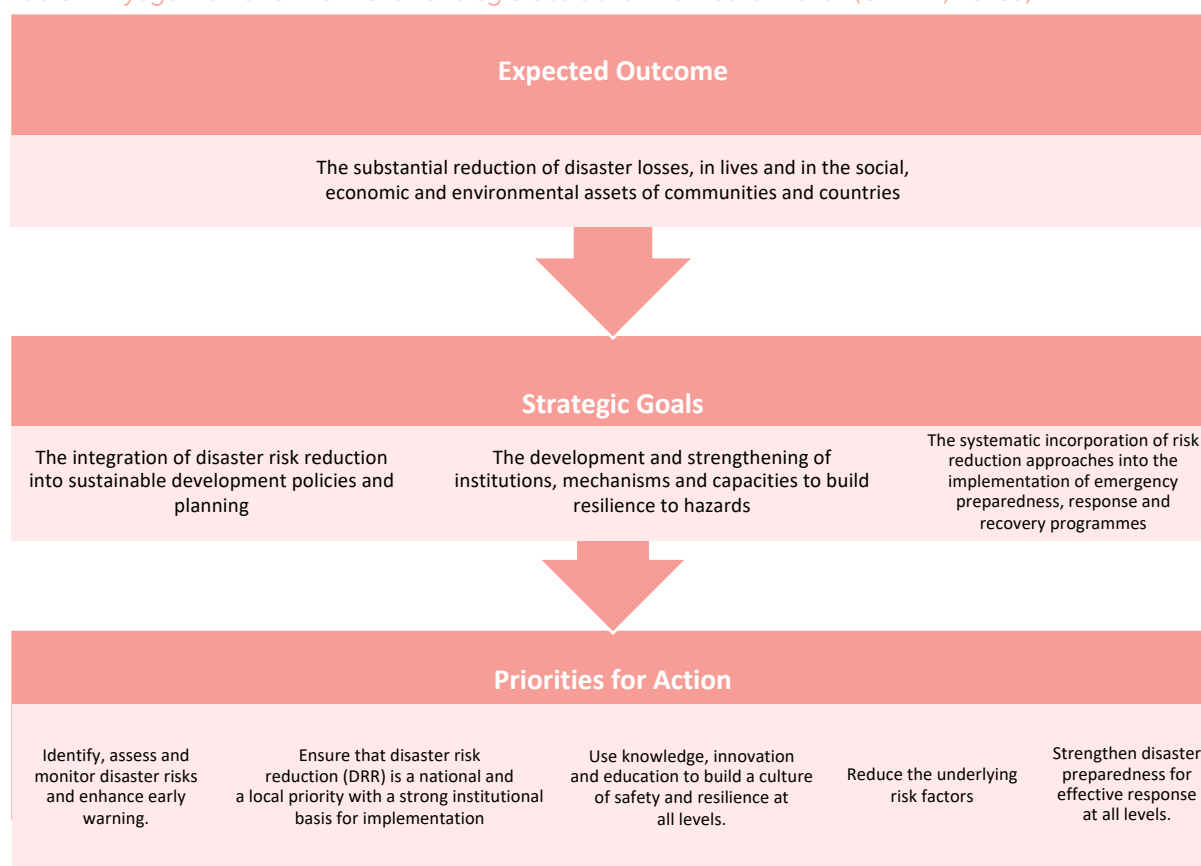 Expected Outcome
The substantial reduction of disaster losses, in lives and in the social,
economic and environmental assets of communities and countries
Strategic Goals
The integration of disaster risk reduction
into sustainable development policies and
planning
The development and strengthening of
institutions, mechanisms and capacities to build
resilience to hazards
The systematic incorporation of risk
reduction approaches into the
implementation of emergency
preparedness, response and
recovery programmes
Priorities for Action
Identify, assess and
monitor disaster risks
and enhance early
warning.
Ensure that disaster risk
reduction (DRR) is a national and
a local priority with a strong institutional
basis for implementation
Use knowledge, innovation
and education to build a culture
of safety and resilience at
all levels.
Reduce the underlying
risk factors
Strengthen disaster
preparedness for
effective response
at all levels.